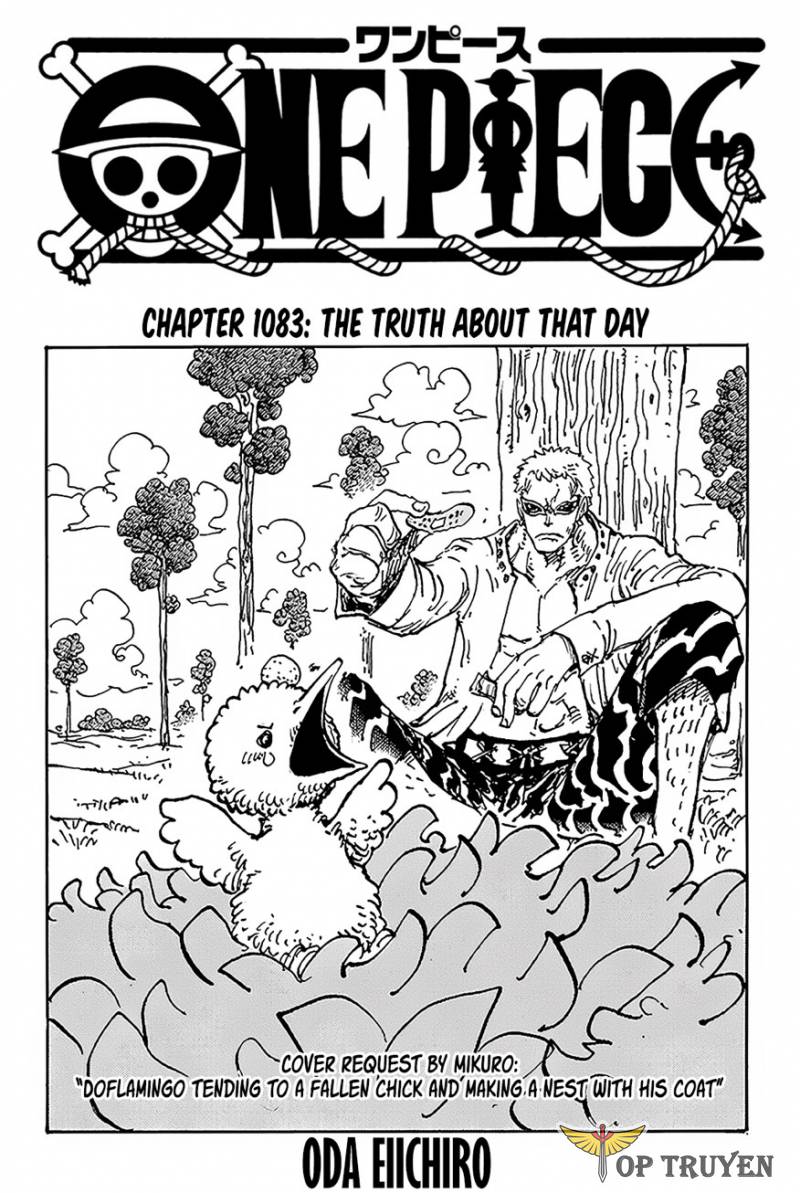 ワンピース
ONE PIECE
CHAPTER 1083: THE TRUTH ABOUT THAT DAY
COVER REQUEST BY MIKURO:
"DOFLAMINGO TENDING TO A FALLEN CHICK AND MAKING A NEST WITH HIS COAT"
ODA EIICHIRO
TOP TRUYEN